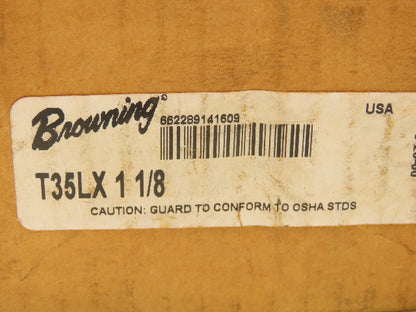 Browning
662289141609
USA
T35LX 1 1/8
CAUTION: GUARD TO CONFORM TO OSHA STDS